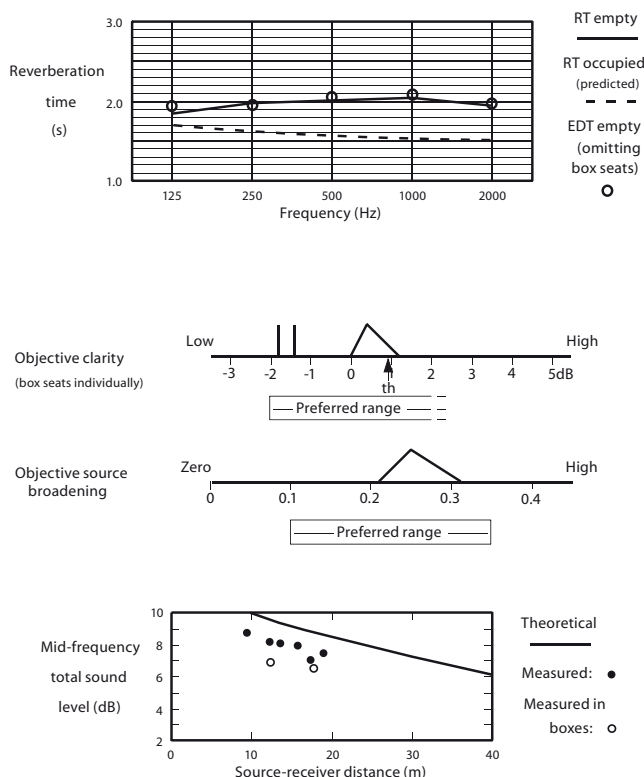 3.0
2.0
1.0
Reverberation
time
(s)
125 250 500 1000 2000
Frequency (Hz)
RT empty
RT occupied
(predicted)
EDT empty
(omitting
box seats)
Objective clarity
(box seats individually)
Low High
-3 -2 -1 0 1 2 3 4 5dB
th
Preferred range
Objective source
broadening
Zero High
0 0.1 0.2 0.3 0.4
Preferred range
Mid-frequency
total sound
level (dB)
10
8
6
4
2
0 10 20 30 40
Source-receiver distance (m)
Theoretical
Measured:
Measured in
boxes: